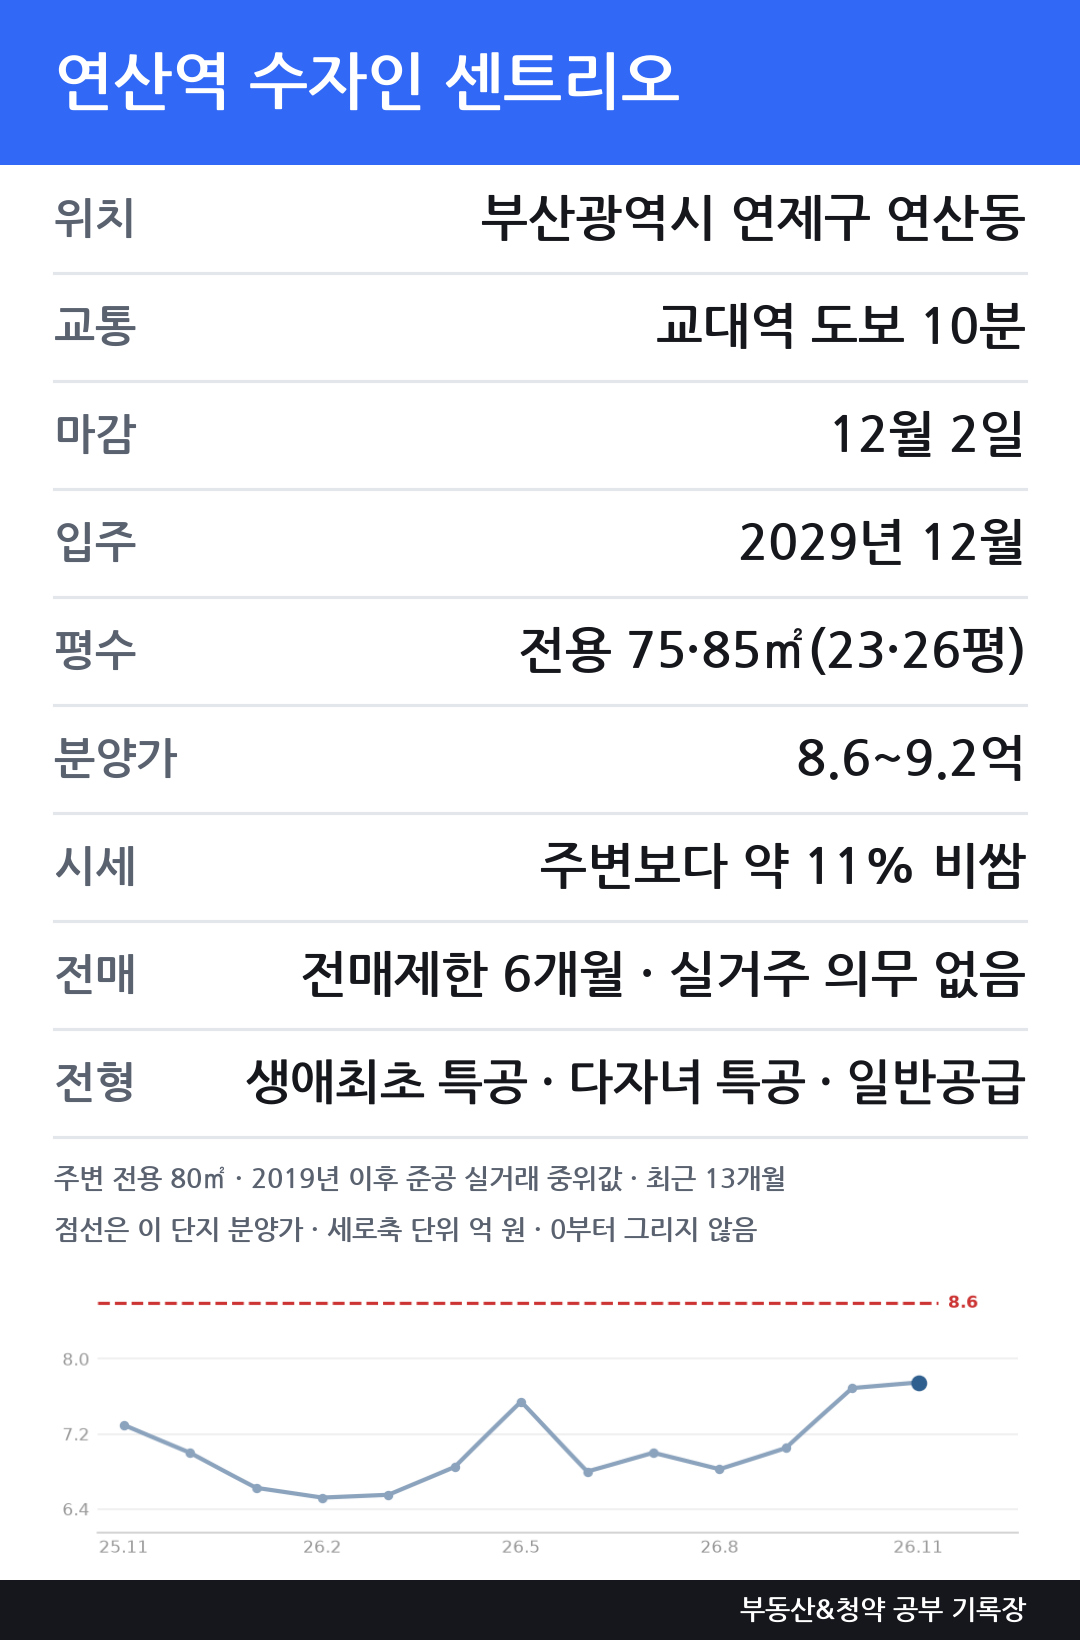 연산역 수자인 센트리오
위치 부산광역시 연제구 연산동
교통 교대역 도보 10분
마감 12월 2일
입주 2029년 12월
평수 전용 75·85㎡(23·26평)
분양가 8.6~9.2억
시세 주변보다 약 11% 비쌈
전매 전매제한 6개월 · 실거주 의무 없음
전형 생애최초 특공 · 다자녀 특공 · 일반공급
주변 전용 80㎡ · 2019년 이후 준공 실거래 중위값 · 최근 13개월
점선은 이 단지 분양가 · 세로축 단위 억 원 · 0부터 그리지 않음
8.6
8.0
7.2
6.4
25.11 26.2 26.5 26.8 26.11
부동산&청약 공부 기록장